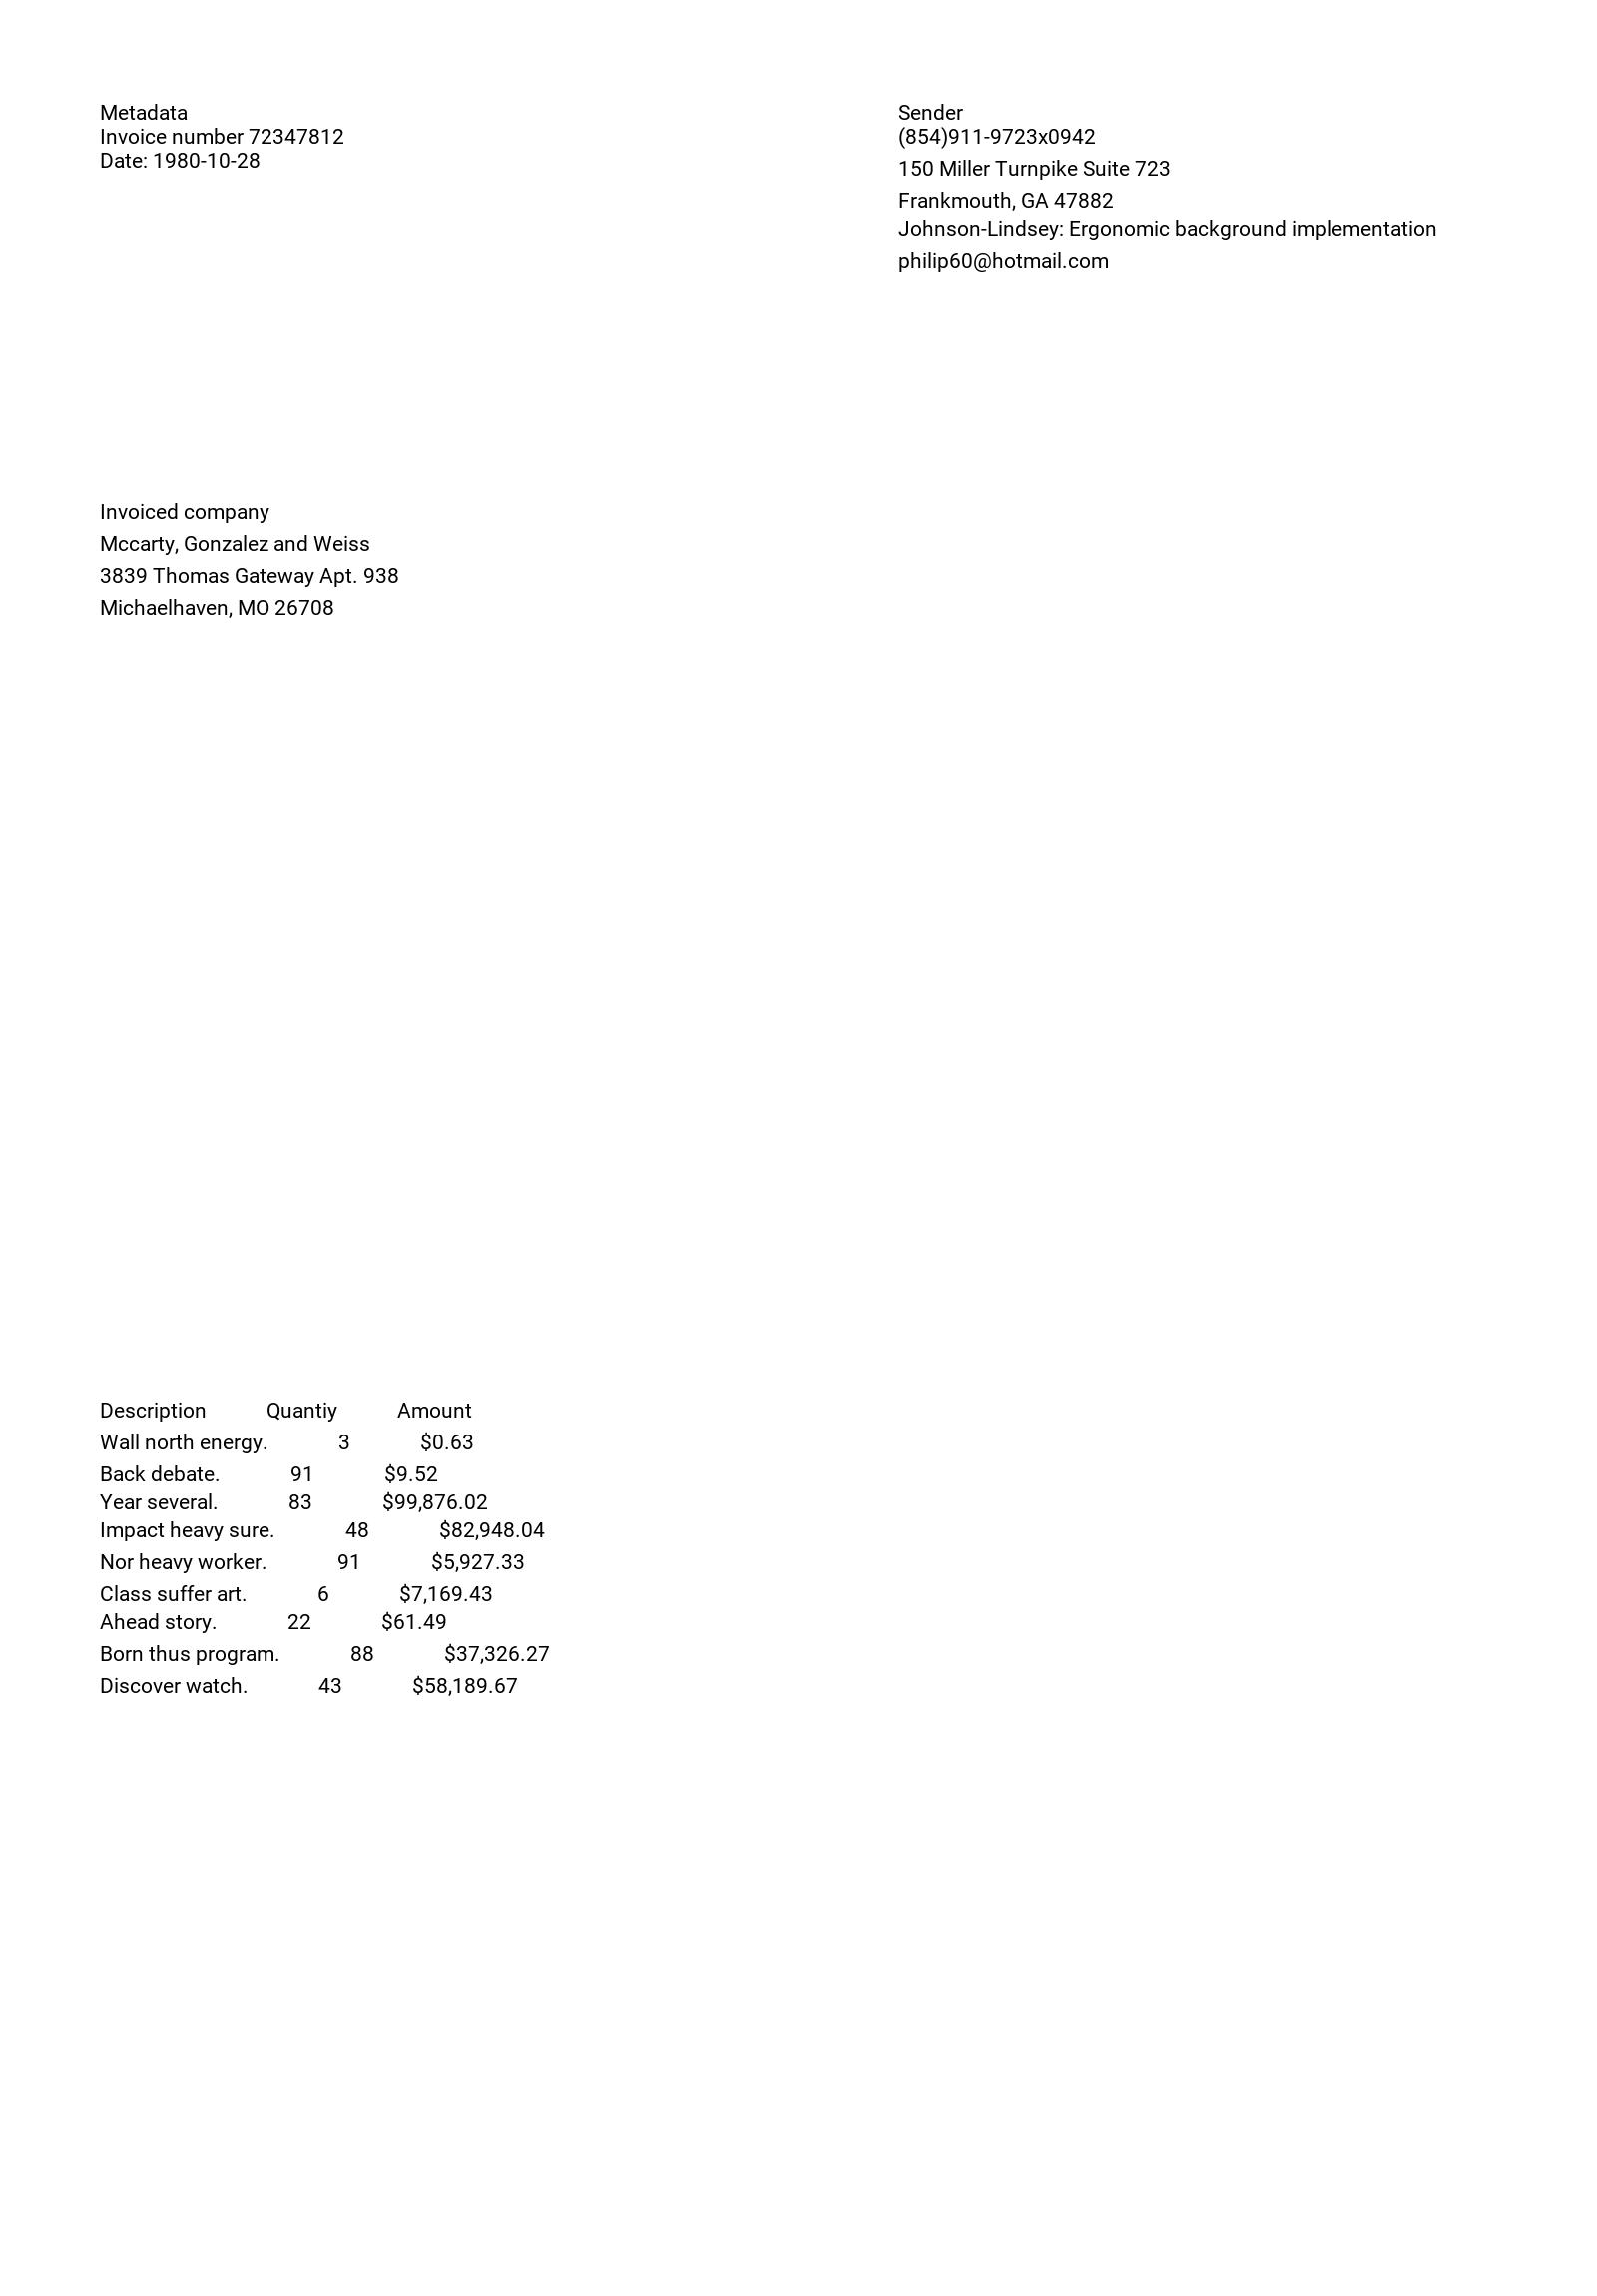 Metadata
Invoice number 72347812
Date: 1980-10-28
Sender
(854)911-9723x0942
150 Miller Turnpike Suite 723
Frankmouth, GA 47882
Johnson-Lindsey: Ergonomic background implementation
philip60@hotmail.com
Invoiced company
Mccarty, Gonzalez and Weiss
3839 Thomas Gateway Apt. 938
Michaelhaven, MO 26708
Description Quantiy Amount
Wall north energy. 3 $0.63
Back debate. 91 $9.52
Year several. 83 $99,876.02
Impact heavy sure. 48 $82,948.04
Nor heavy worker. 91 $5,927.33
Class suffer art. 6 $7,169.43
Ahead story. 22 $61.49
Born thus program. 88 $37,326.27
Discover watch. 43 $58,189.67